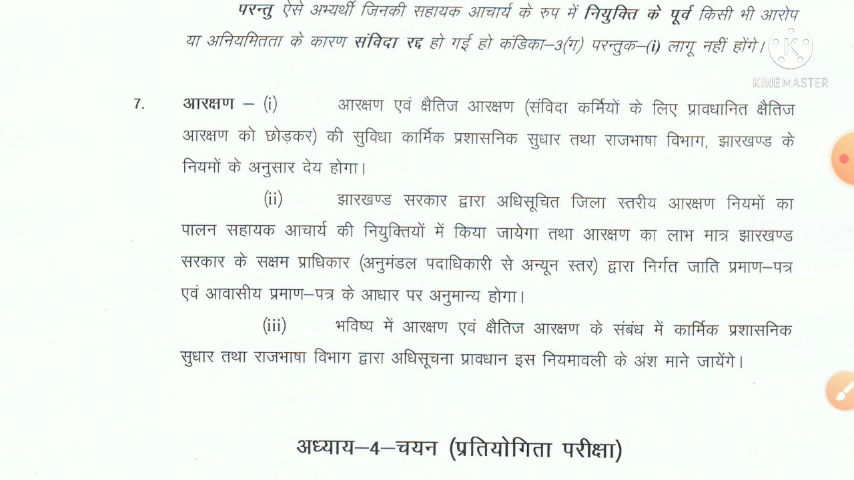 परन्तु ऐसे अभ्यर्थी जिनकी सहायक आचार्य के रुप में नियुक्ति के पूर्व किसी भी आरोप
या अनियमितता के कारण संविदा रद्द हो गई हो कंडिका–3(ग) परन्तुक–(i) लागू नहीं होंगे।
KINEMASTER
7. आरक्षण – (i) आरक्षण एवं क्षैतिज आरक्षण (संविदा कर्मियों के लिए प्रावधानित क्षैतिज
आरक्षण को छोड़कर) की सुविधा कार्मिक प्रशासनिक सुधार तथा राजभाषा विभाग, झारखण्ड के
नियमों के अनुसार देय होगा।
(ii) झारखण्ड सरकार द्वारा अधिसूचित जिला स्तरीय आरक्षण नियमों का
पालन सहायक आचार्य की नियुक्तियों में किया जायेगा तथा आरक्षण का लाभ मात्र झारखण्ड
सरकार के सक्षम प्राधिकार (अनुमंडल पदाधिकारी से अन्यून स्तर) द्वारा निर्गत जाति प्रमाण–पत्र
एवं आवासीय प्रमाण–पत्र के आधार पर अनुमान्य होगा।
(iii) भविष्य में आरक्षण एवं क्षैतिज आरक्षण के संबंध में कार्मिक प्रशासनिक
सुधार तथा राजभाषा विभाग द्वारा अधिसूचना प्रावधान इस नियमावली के अंश माने जायेंगे।
अध्याय–4–चयन (प्रतियोगिता परीक्षा)